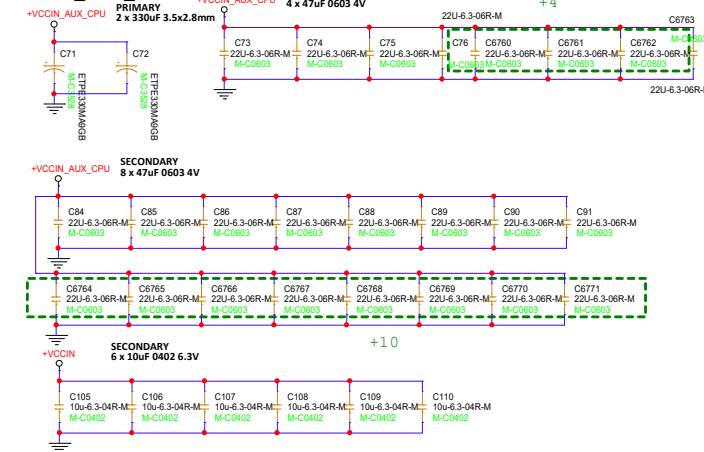 PRIMARY
2 x 330uF 3.5x2.8mm
+VCCIN_AUX_CPU
C71
C72
ETPE330MA9GB
M-C3528
ETPE330MA9GB
M-C3528
4 x 47uF 0603 4V
+4
+VCCIN_AUX_CPU
22U-6.3-06R-M
C6763
C73
C74
C75
C76
C6760
C6761
C6762
22U-6.3-06R-M
22U-6.3-06R-M
22U-6.3-06R-M
22U-6.3-06R-M
22U-6.3-06R-M
22U-6.3-06R-M
M-C0603
M-C0603
M-C0603
M-C0603
M-C0603
M-C0603
M-C0603
22U-6.3-06R-
SECONDARY
8 x 47uF 0603 4V
+VCCIN_AUX_CPU
C84 C85 C86 C87 C88 C89 C90 C91
22U-6.3-06R-M 22U-6.3-06R-M 22U-6.3-06R-M 22U-6.3-06R-M 22U-6.3-06R-M 22U-6.3-06R-M 22U-6.3-06R-M 22U-6.3-06R-M
M-C0603 M-C0603 M-C0603 M-C0603 M-C0603 M-C0603 M-C0603 M-C0603
C6764 C6765 C6766 C6767 C6768 C6769 C6770 C6771
22U-6.3-06R-M 22U-6.3-06R-M 22U-6.3-06R-M 22U-6.3-06R-M 22U-6.3-06R-M 22U-6.3-06R-M 22U-6.3-06R-M 22U-6.3-06R-M
M-C0603 M-C0603 M-C0603 M-C0603 M-C0603 M-C0603 M-C0603 M-C0603
+10
SECONDARY
6 x 10uF 0402 6.3V
+VCCIN
C105 C106 C107 C108 C109 C110
10u-6.3-04R-M 10u-6.3-04R-M 10u-6.3-04R-M 10u-6.3-04R-M 10u-6.3-04R-M 10u-6.3-04R-M
M-C0402 M-C0402 M-C0402 M-C0402 M-C0402 M-C0402